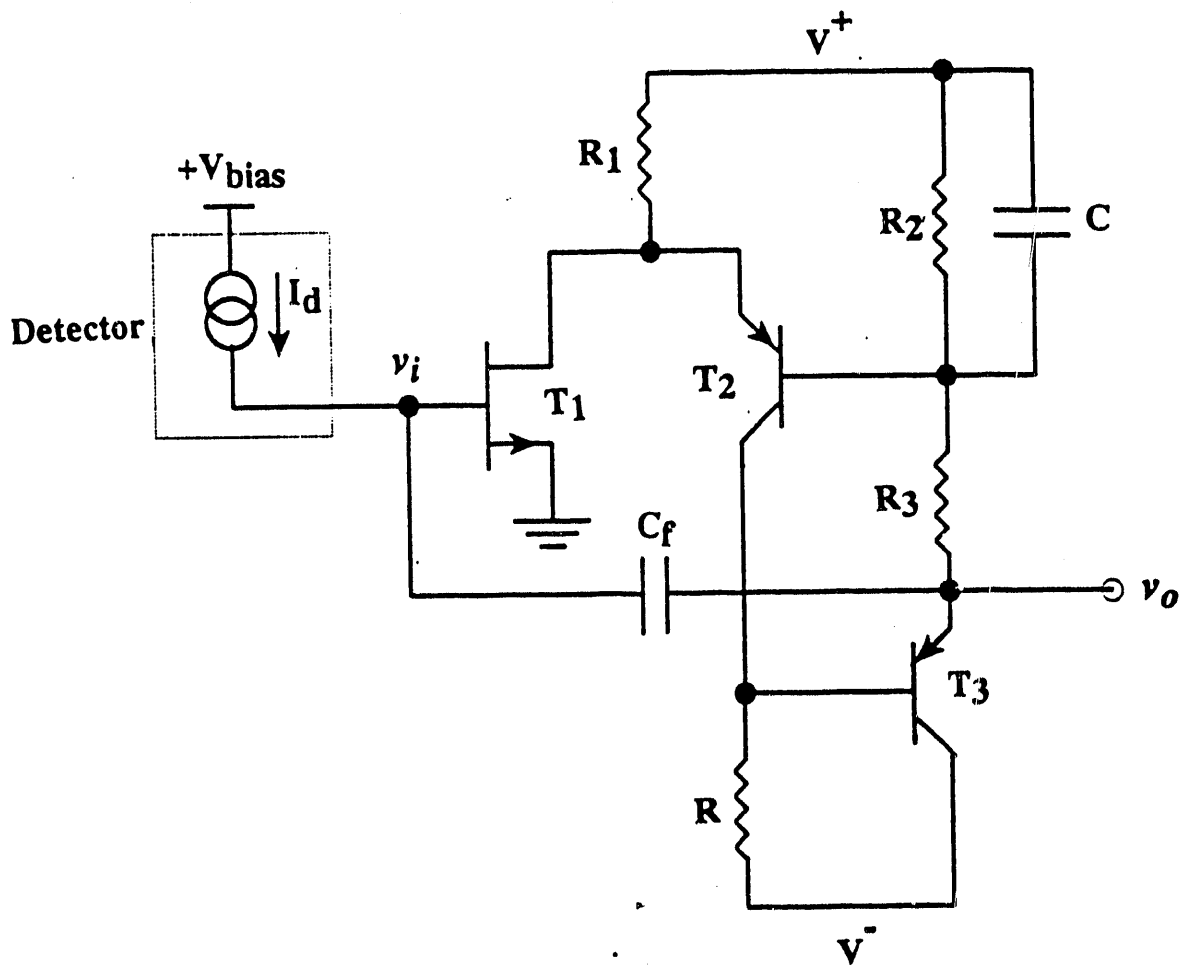 V+
R1
+Vbias
R2
C
Id
Detector
vi
T2
T1
R3
Cf
vo
T3
R
V-